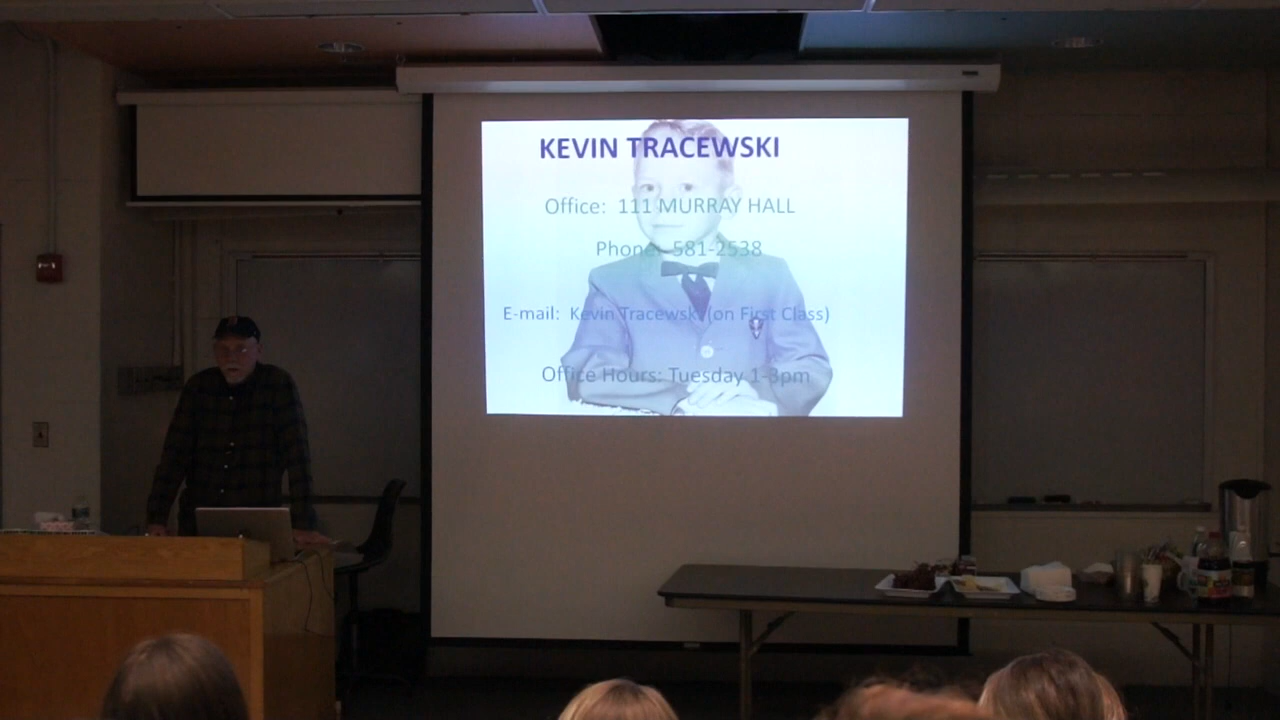 KEVIN TRACEWSKI
Office: 111 MURRAY HALL
Phone: 581-2538
E-mail: Kevin Tracewski (on First Class)
Office Hours: Tuesday 1-3pm